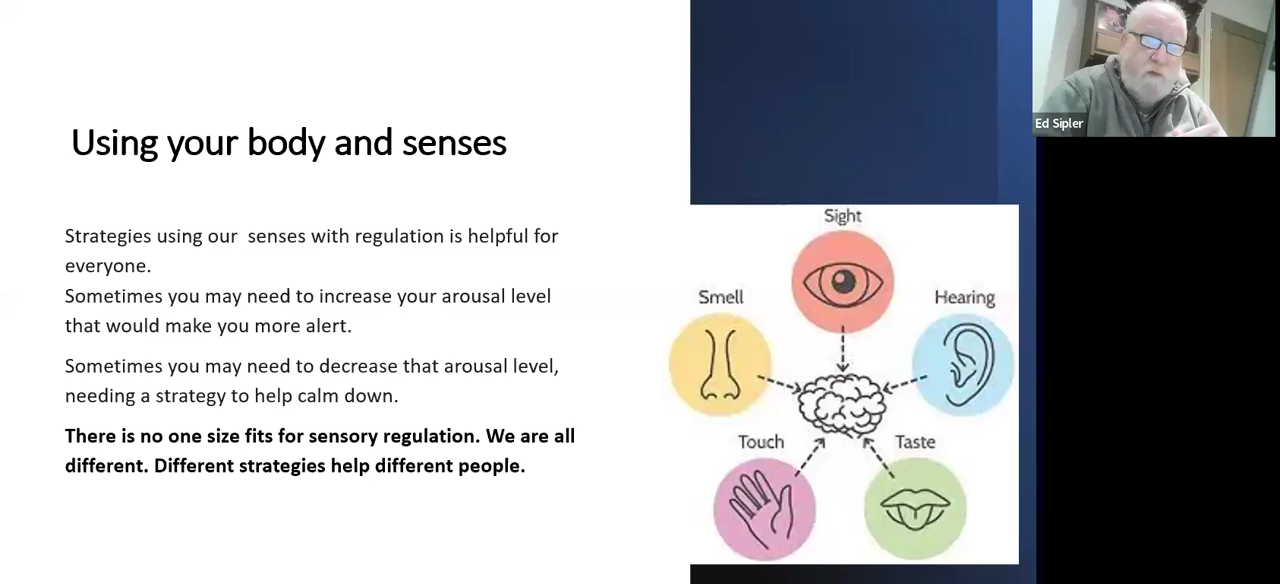 Using your body and senses
Strategies using our  senses with regulation is helpful for
everyone.
Sometimes you may need to increase your arousal level
that would make you more alert.
Sometimes you may need to decrease that arousal level,
needing a strategy to help calm down.
There is no one size fits for sensory regulation. We are all
different. Different strategies help different people.
Sight
Smell
Hearing
Touch
Taste
Ed Sipler